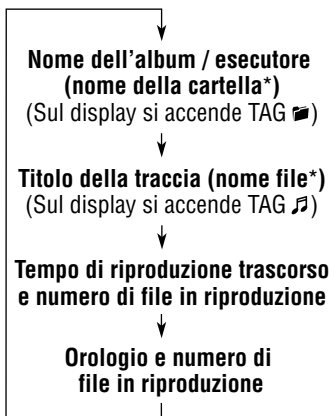 Nome dell'album / esecutore
(nome della cartella*)
(Sul display si accende TAG)
Titolo della traccia (nome file*)
(Sul display si accende TAG)
Tempo di riproduzione trascorso
e numero di file in riproduzione
Orologio e numero di
file in riproduzione